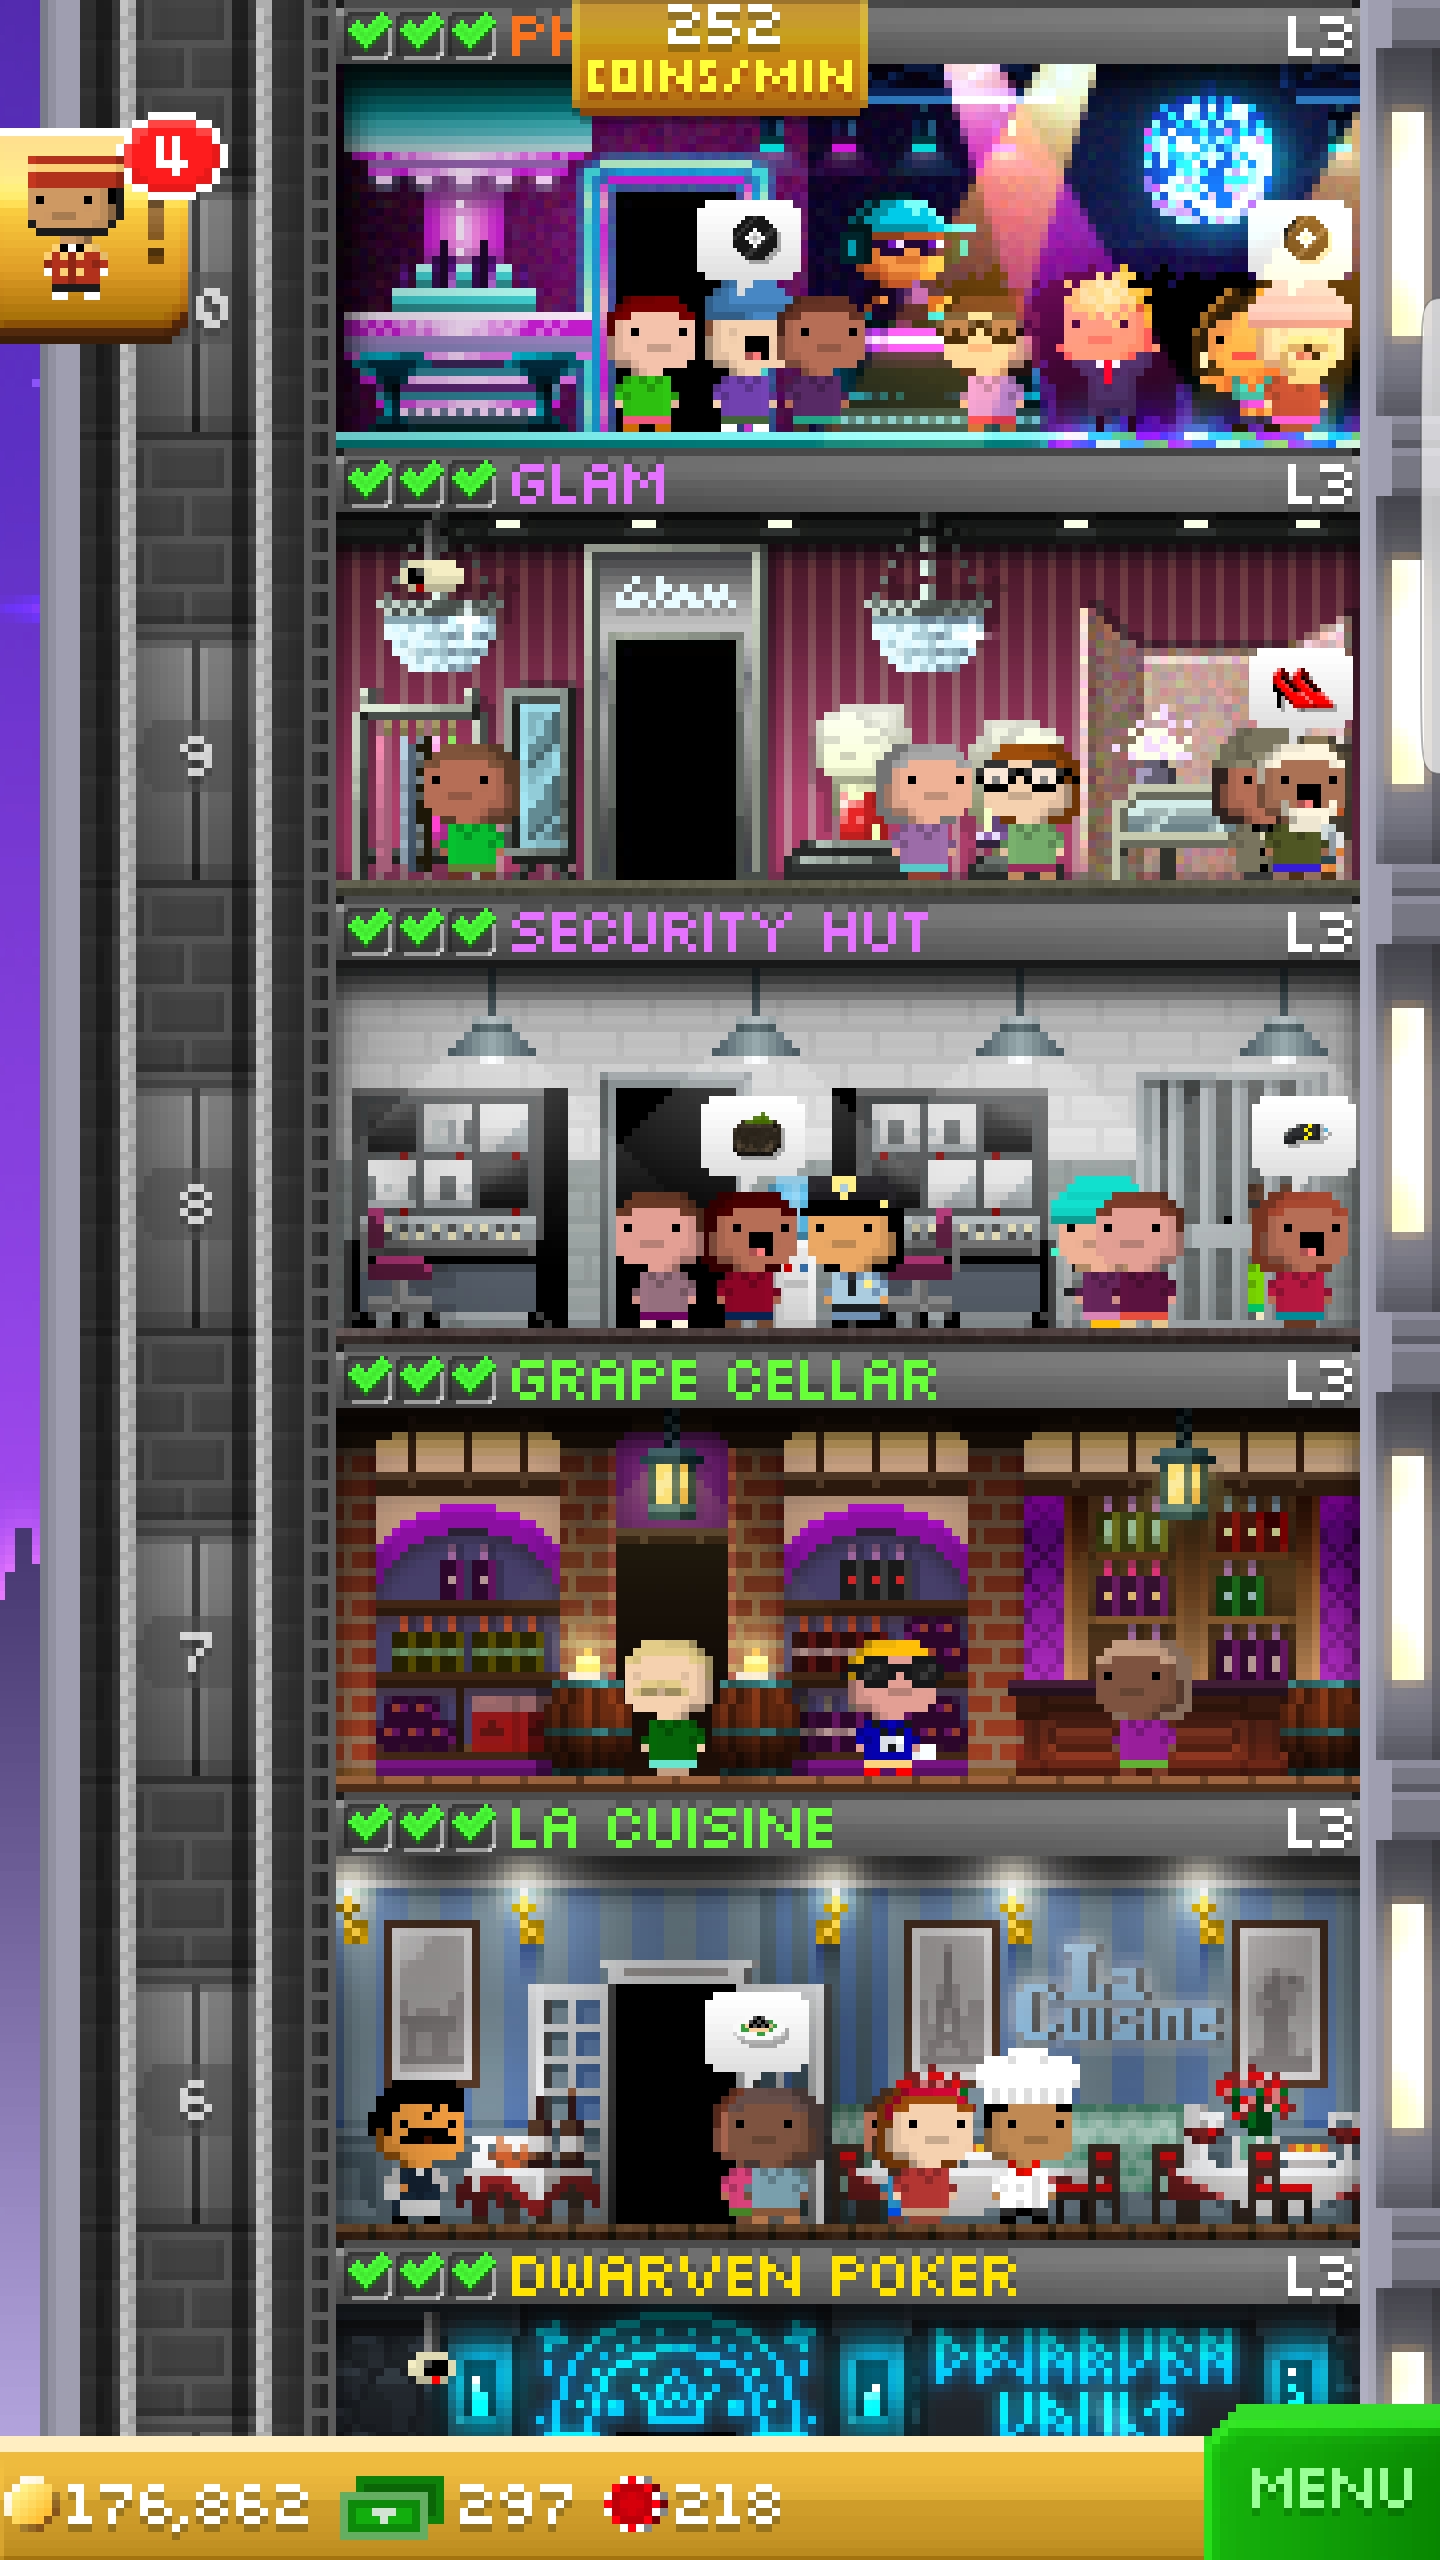 252
COINS/MIN
PH
L3
4
0
GLAM L3
Glam
9
SECURITY HUT L3
8
GRAPE CELLAR L3
7
LA CUISINE L3
La
Cuisine
6
DWARVEN POKER L3
DWARVEN
VAULT
176,862 297 218
MENU